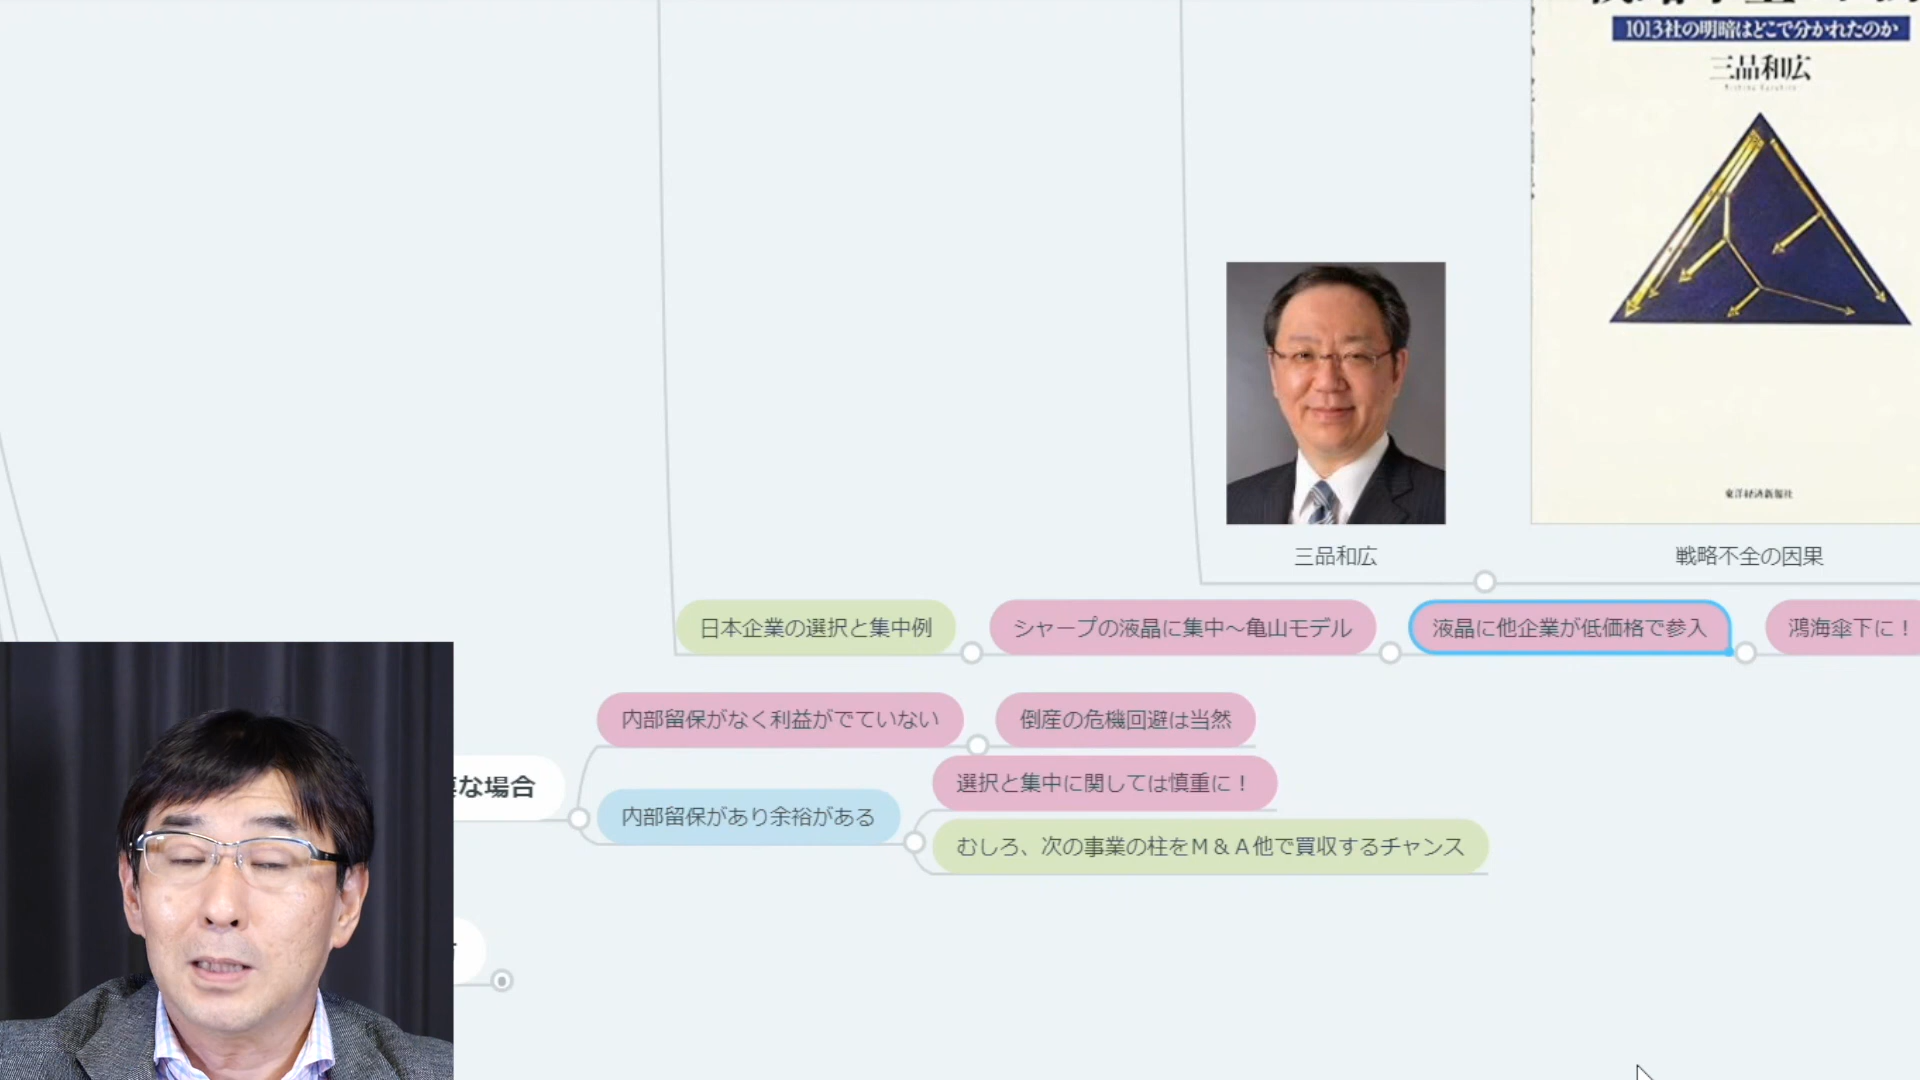 1013社の明暗はどこで分かれたのか
三品和広
東洋経済新報社
三品和広
戦略不全の因果
日本企業の選択と集中例
シャープの液晶に集中～亀山モデル
液晶に他企業が低価格で参入
鴻海傘下に！
内部留保がなく利益がでていない
倒産の危機回避は当然
な場合
選択と集中に関しては慎重に！
内部留保があり余裕がある
むしろ、次の事業の柱をＭ＆Ａ他で買収するチャンス